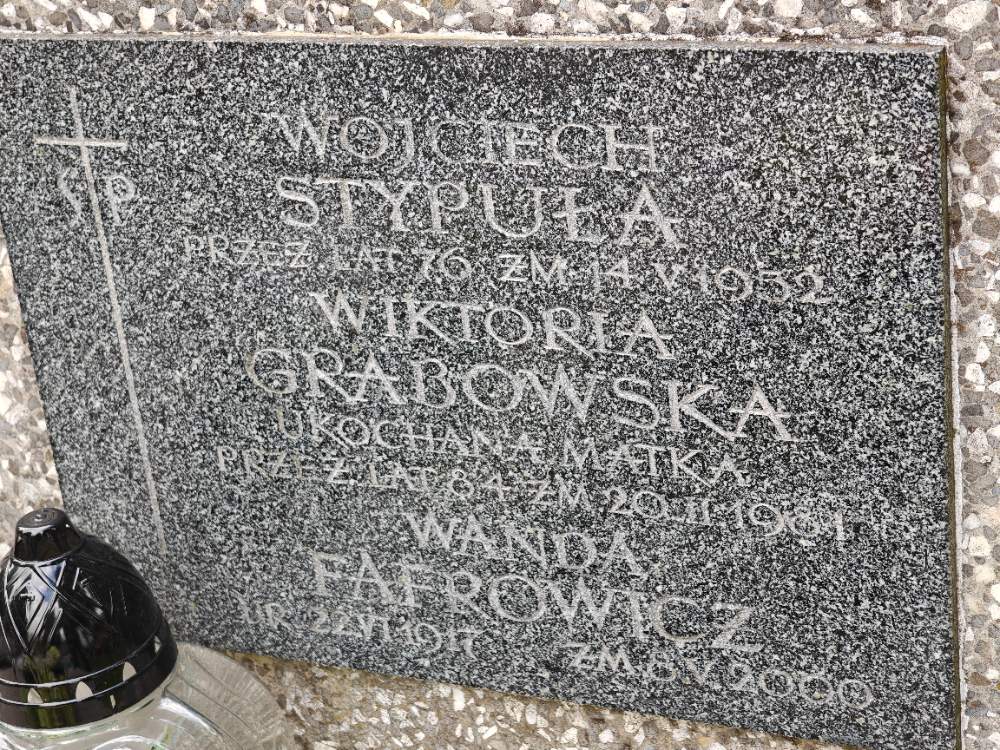 Ś P
WOJCIECH
STYPUŁA
PRZEŻ. LAT 76 ZM. 14 V 1952
WIKTORIA
GRABOWSKA
UKOCHANA MATKA
PRZEŻ. LAT 84 ZM 20 II 1961
WANDA
FAFROWICZ
UR. 22 VI 1917 ZM 8 V 2000